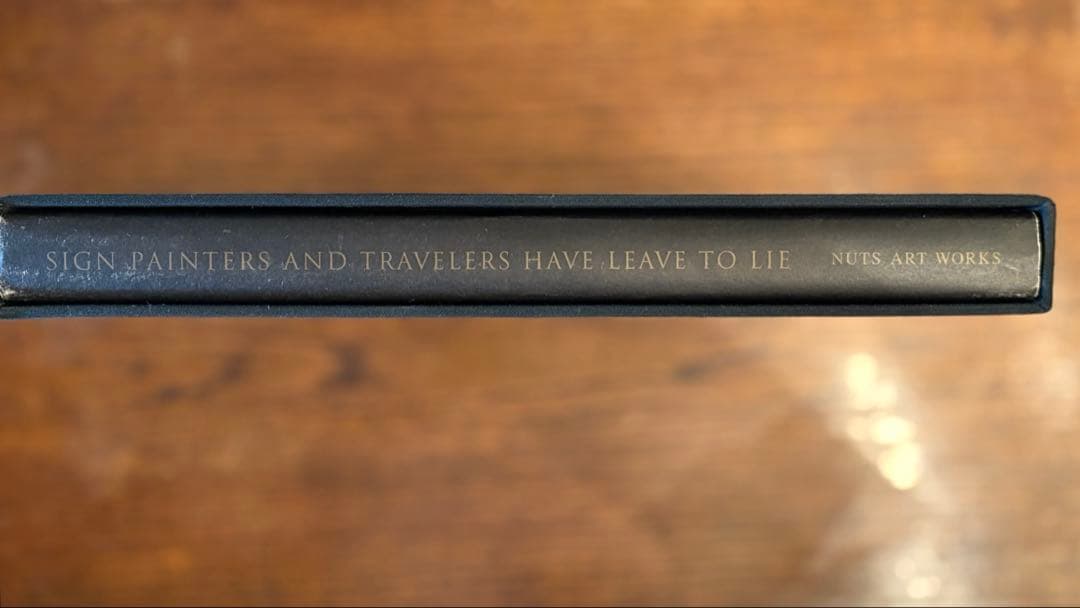 SIGN PAINTERS AND TRAVELERS HAVE LEAVE TO LIE NUTS ART WORKS